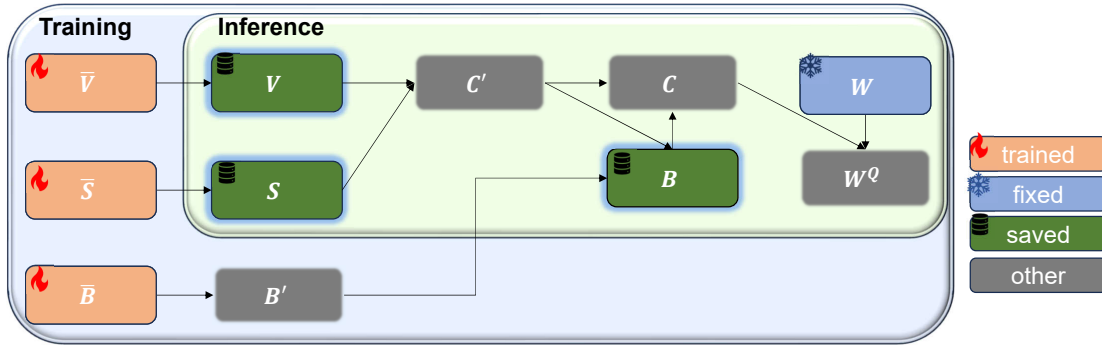 Training
Inference
V̅
V
C′
C
W
S̅
S
B
W^Q
B̅
B′
trained
fixed
saved
other